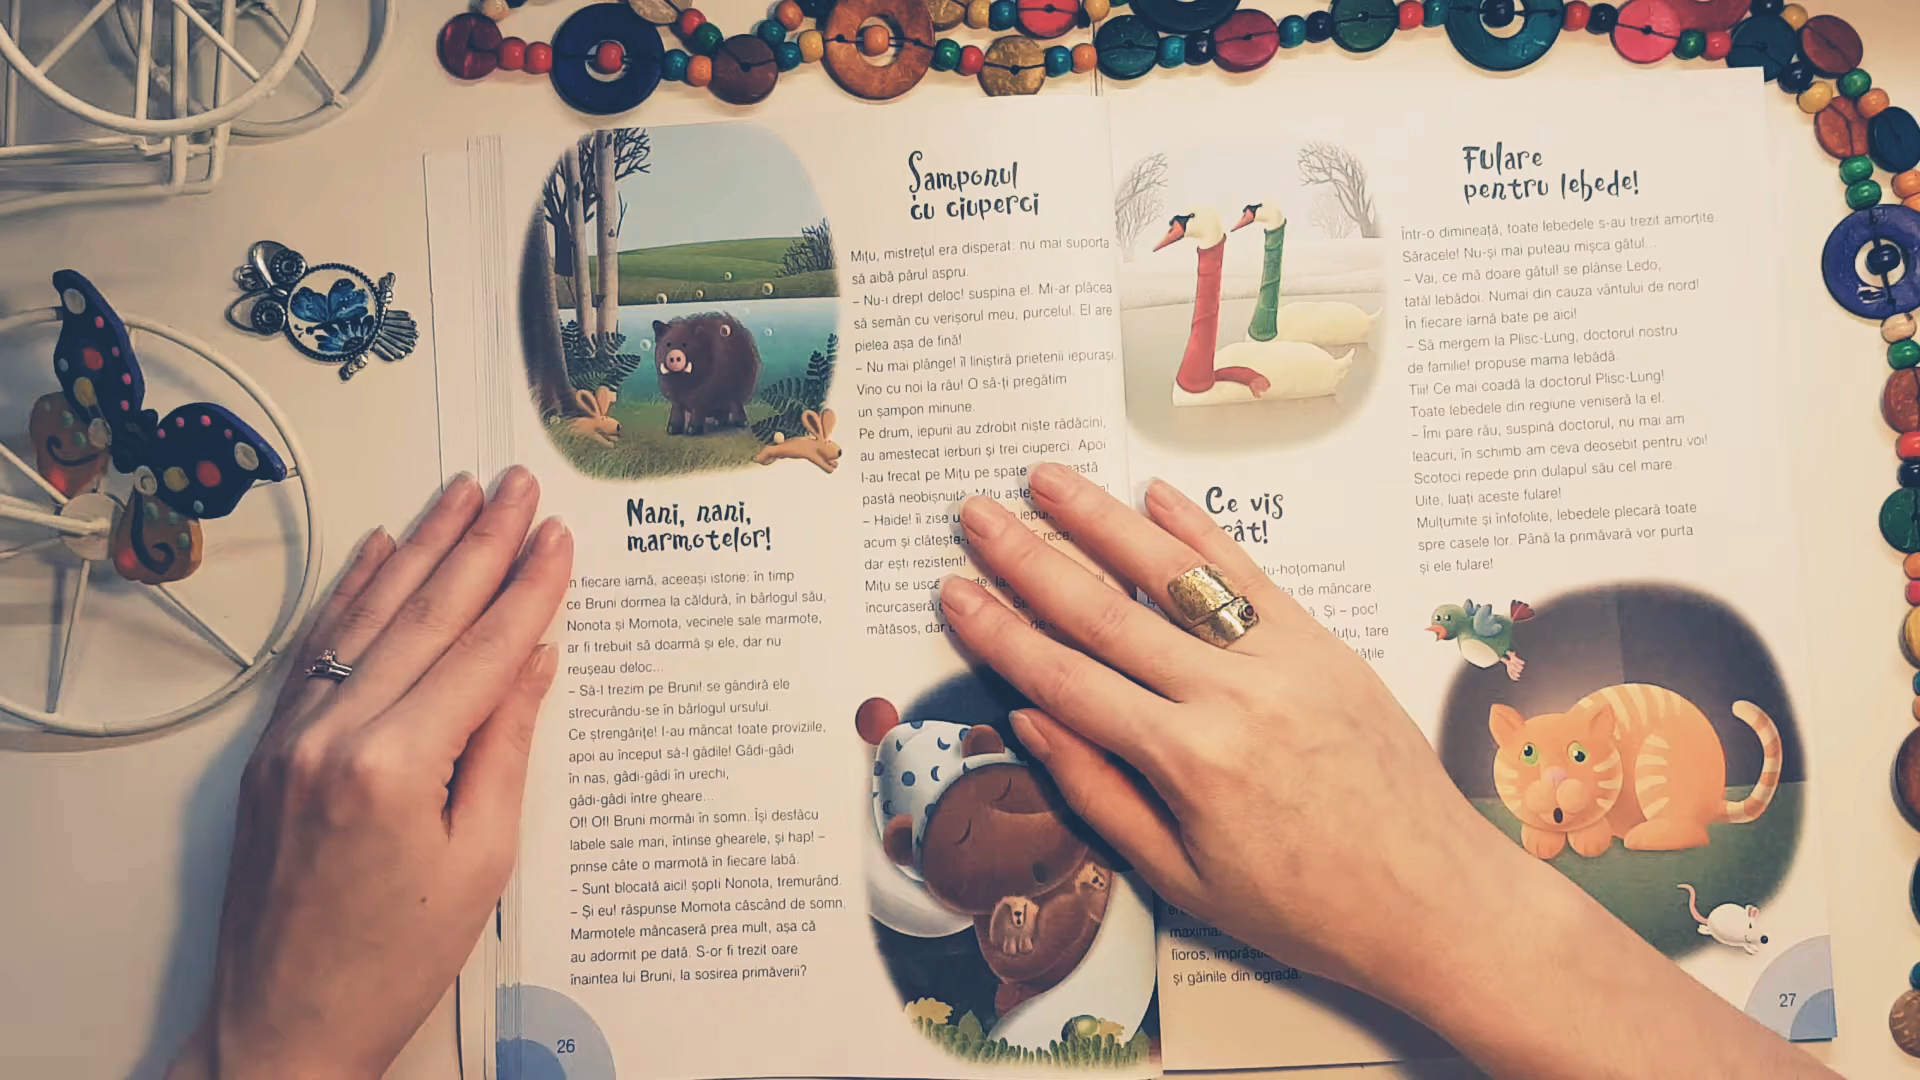 Șamponul
cu ciuperci
Mițu, mistrețul era disperat: nu mai suporta
să aibă părul aspru.
– Nu-i drept deloc! suspina el. Mi-ar plăcea
să semăn cu verișorul meu, purcelul. El are
pielea așa de fină!
– Nu mai plânge! îl liniștiră prietenii iepurași.
Vino cu noi la râu! O să-ți pregătim
un șampon minune.
Pe drum, iepurii au zdrobit niște rădăcini,
au amestecat ierburi și trei ciuperci. Apoi
l-au frecat pe Mițu pe spate
pastă neobișnuită. Mițu
– Haide! îi zise
acum și clătește- rece,
dar ești rezistent!
Mițu se
încurcaseră
mătăsos, dar de
Nani, nani,
marmotelor!
În fiecare iarnă, aceeași istorie: în timp
ce Bruni dormea la căldură, în bârlogul său,
Nonota și Momota, vecinele sale marmote,
ar fi trebuit să doarmă și ele, dar nu
reușeau deloc...
– Să-l trezim pe Bruni! se gândiră ele
strecurându-se în bârlogul ursului.
Ce ștrengărițe! I-au mâncat toate proviziile,
apoi au început să-l gâdile! Gâdi-gâdi
în nas, gâdi-gâdi în urechi,
gâdi-gâdi între gheare...
Of! Of! Bruni mormăi în somn. Își desfăcu
labele sale mari, întinse ghearele, și hap! –
prinse câte o marmotă în fiecare labă.
– Sunt blocată aici! șopti Nonota, tremurând.
– Și eu! răspunse Momota căscând de somn.
Marmotele mâncaseră prea mult, așa că
au adormit pe dată. S-or fi trezit oare
înaintea lui Bruni, la sosirea primăverii?
26
Fulare
pentru lebede!
Într-o dimineață, toate lebedele s-au trezit amorțite.
Săracele! Nu-și mai puteau mișca gâtul...
– Vai, ce mă doare gâtul! se plânse Ledo,
tatăl lebădoi. Numai din cauza vântului de nord!
În fiecare iarnă bate pe aici!
– Să mergem la Plisc-Lung, doctorul nostru
de familie! propuse mama lebădă.
Tiii! Ce mai coadă la doctorul Plisc-Lung!
Toate lebedele din regiune veniseră la el.
– Îmi pare rău, suspină doctorul, nu mai am
leacuri, în schimb am ceva deosebit pentru voi!
Scotoci repede prin dulapul său cel mare.
Uite, luați aceste fulare!
Mulțumite și înfofolite, lebedele plecară toate
spre casele lor. Până la primăvară vor purta
și ele fulare!
Ce vis
-hoțomanul
de mâncare.
Și – poc!
Muțu, tare
maxima.
fioros,
și găinile din ogradă.
27